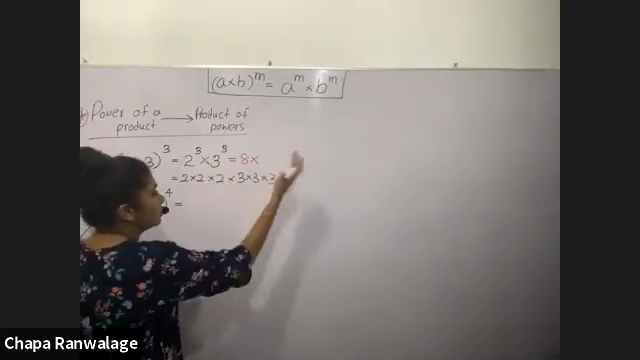 (a×b)^m = a^m × b^m
Power of a → Product of
product powers
3)^3 = 2^3 × 3^3 = 8×
= 2×2×2×3×3×3
4 =
Chapa Ranwalage